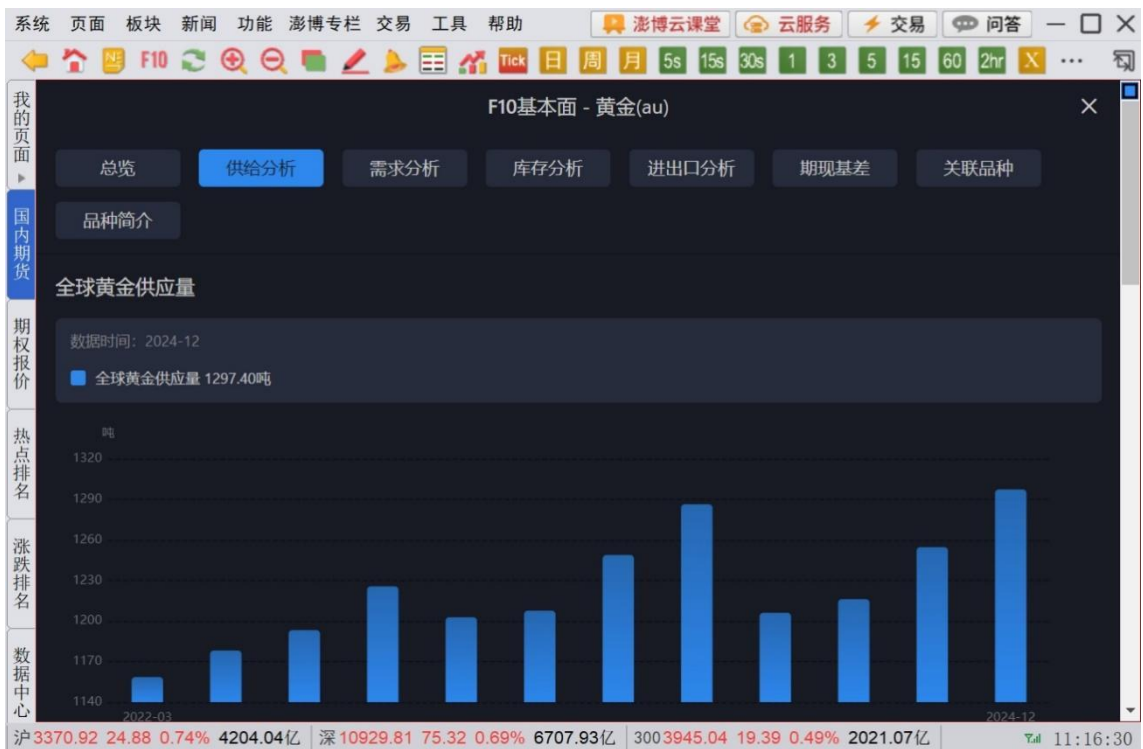 系统 页面 板块 新闻 功能 澎博专栏 交易 工具 帮助 澎博云课堂 云服务 交易 问答
F10 Tick 日 周 月 5s 15s 30s 1 3 5 15 60 2hr X ...
我的页面
国内期货
期权报价
热点排名
涨跌排名
数据中心
F10基本面 - 黄金(au)
总览 供给分析 需求分析 库存分析 进出口分析 期现基差 关联品种
品种简介
全球黄金供应量
数据时间：2024-12
全球黄金供应量 1297.40吨
吨
1320
1290
1260
1230
1200
1170
1140
2022-03 2024-12
沪3370.92 24.88 0.74% 4204.04亿 深10929.81 75.32 0.69% 6707.93亿 300 3945.04 19.39 0.49% 2021.07亿 11:16:30